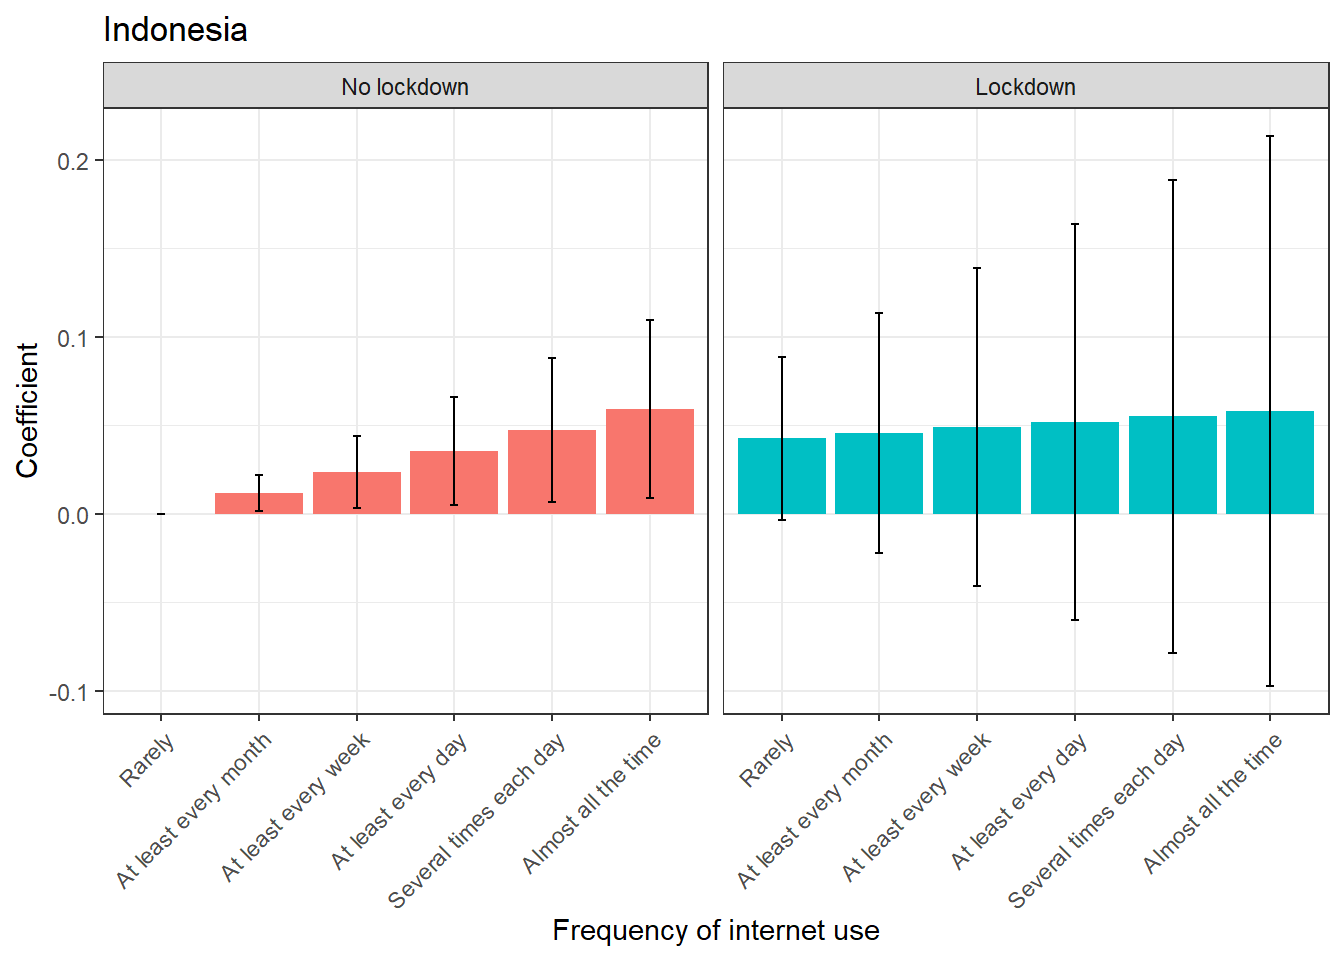 Indonesia
No lockdown
Lockdown
Coefficient
0.2
0.1
0.0
-0.1
Rarely
At least every month
At least every week
At least every day
Several times each day
Almost all the time
Rarely
At least every month
At least every week
At least every day
Several times each day
Almost all the time
Frequency of internet use